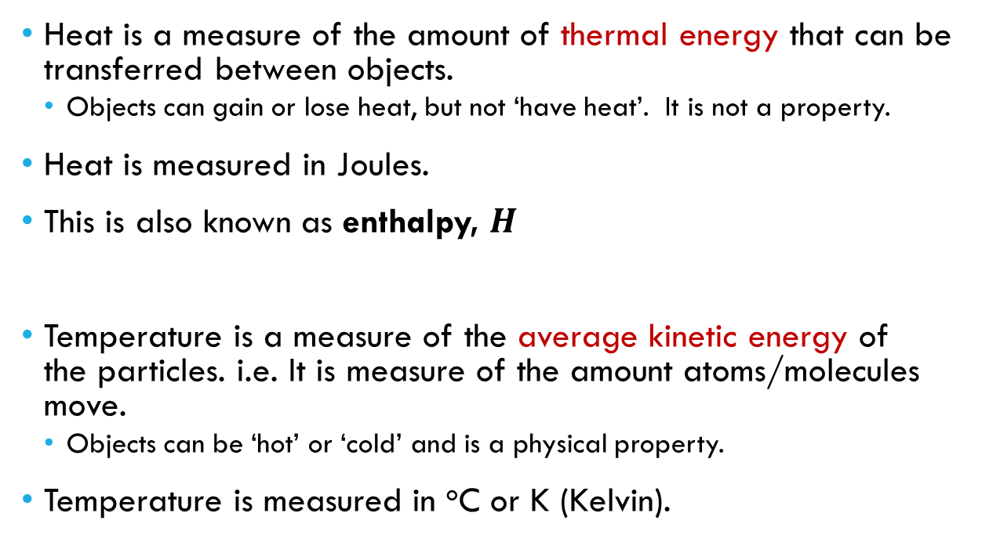 • Heat is a measure of the amount of thermal energy that can be
transferred between objects.
• Objects can gain or lose heat, but not ‘have heat’.  It is not a property.
• Heat is measured in Joules.
• This is also known as enthalpy, H
• Temperature is a measure of the average kinetic energy of
the particles. i.e. It is measure of the amount atoms/molecules
move.
• Objects can be ‘hot’ or ‘cold’ and is a physical property.
• Temperature is measured in °C or K (Kelvin).